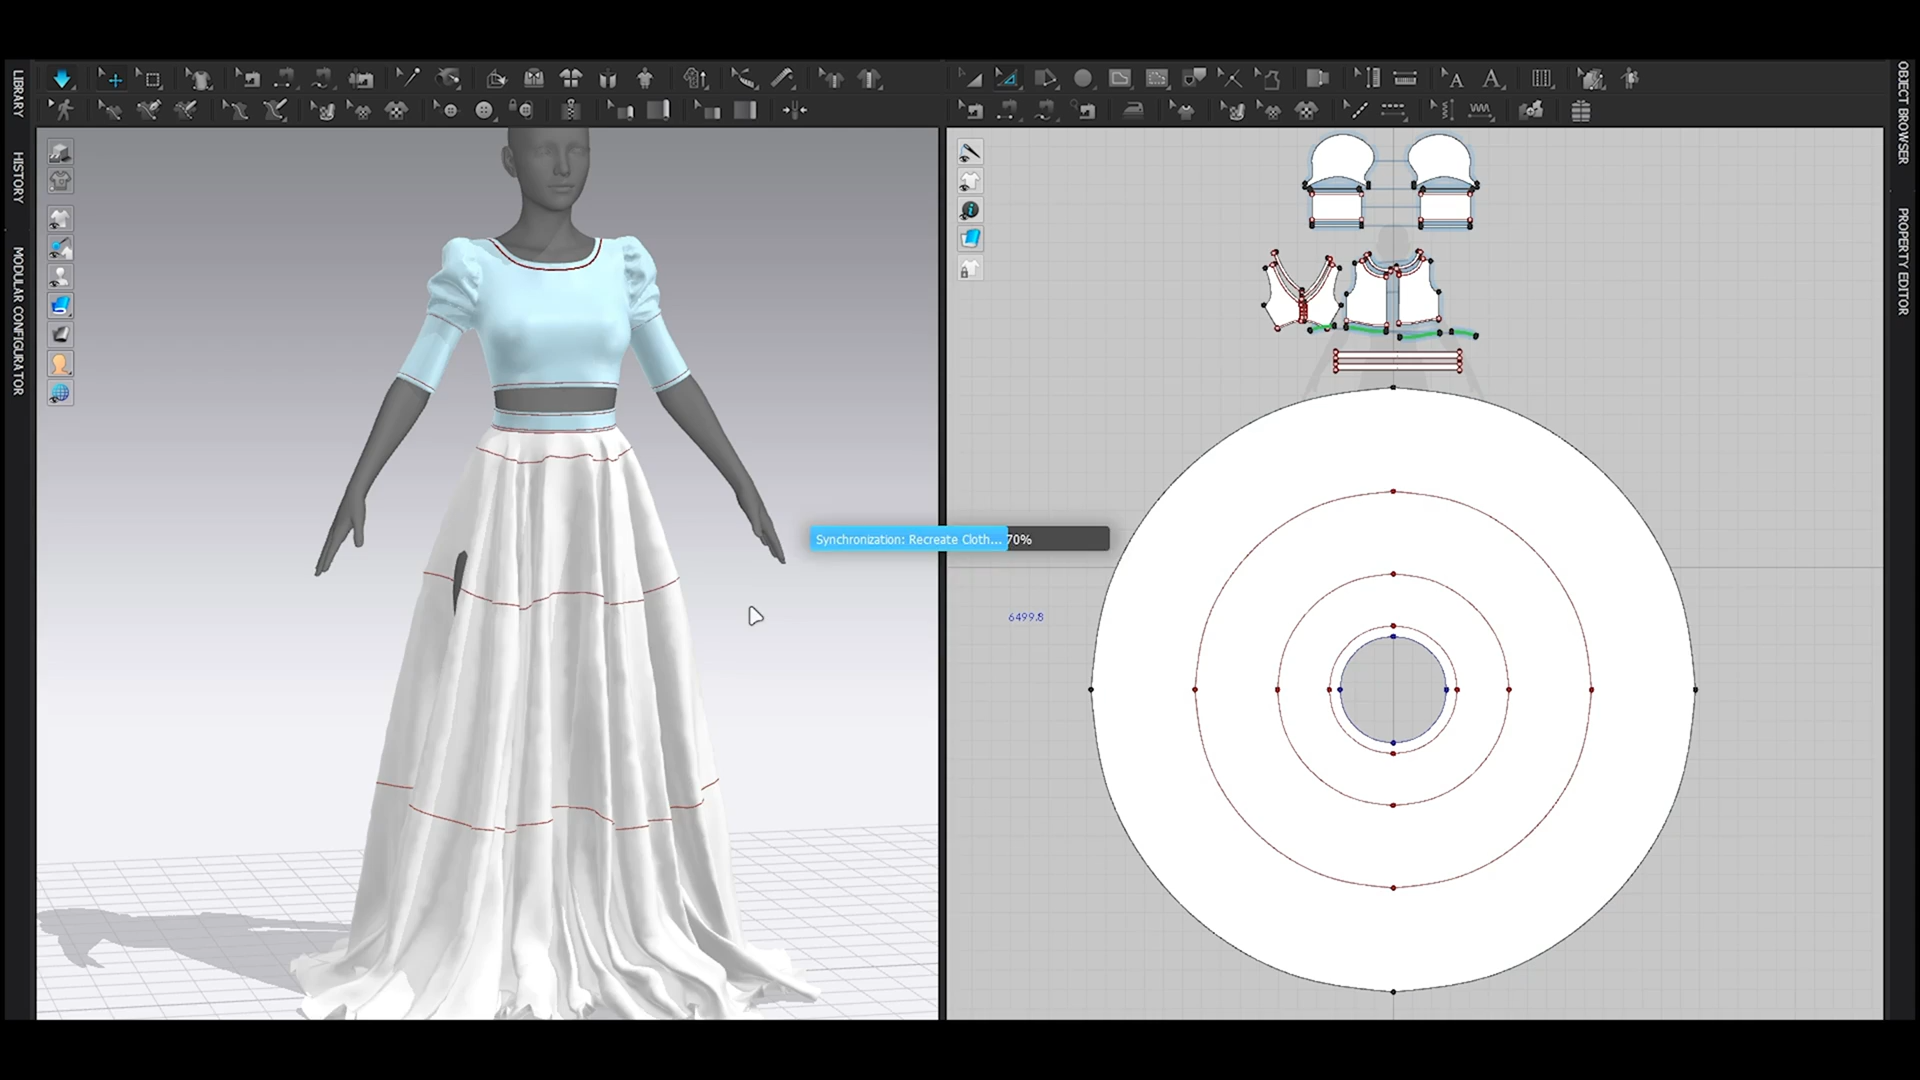 LIBRARY
HISTORY
MODULAR CONFIGURATOR
Synchronization: Recreate Cloth... 70%
6499.8
A
A
OBJECT BROWSER
PROPERTY EDITOR